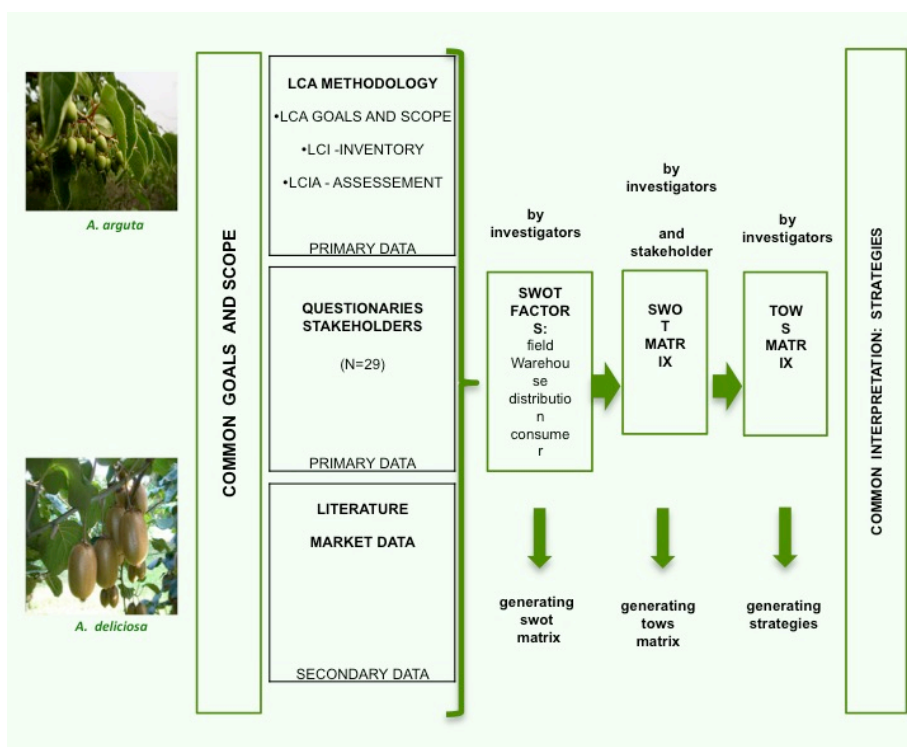 A. arguta
A. deliciosa
COMMON GOALS AND SCOPE
LCA METHODOLOGY
•LCA GOALS AND SCOPE
•LCI -INVENTORY
•LCIA - ASSESSEMENT
PRIMARY DATA
QUESTIONARIES
STAKEHOLDERS
(N=29)
PRIMARY DATA
LITERATURE
MARKET DATA
SECONDARY DATA
by
investigators
SWOT
FACTOR
S:
field
Warehou
se
distributio
n
consume
r
generating
swot
matrix
by
investigators
and
stakeholder
SWO
T
MATR
IX
generating
tows
matrix
by
investigators
TOW
S
MATR
IX
generating
strategies
COMMON INTERPRETATION: STRATEGIES